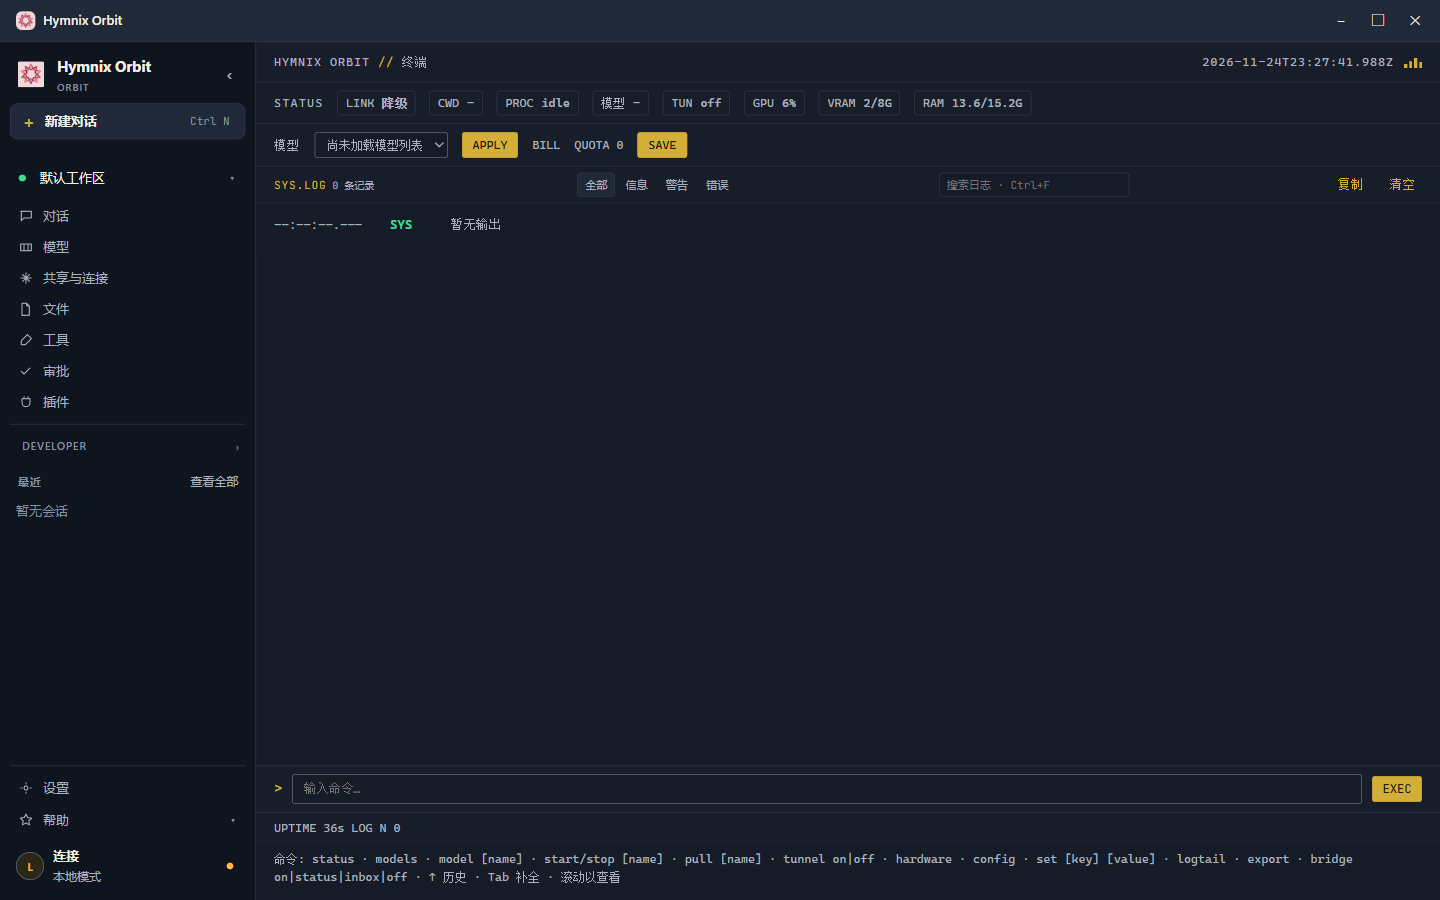 Hymnix Orbit
Hymnix Orbit
ORBIT
+ 新建对话 Ctrl N
默认工作区
对话
模型
共享与连接
文件
工具
审批
插件
DEVELOPER
最近 查看全部
暂无会话
设置
帮助
L 连接
本地模式
HYMNIX ORBIT // 终端 2026-11-24T23:27:41.988Z
STATUS LINK 降级 CWD — PROC idle 模型 — TUN off GPU 6% VRAM 2/8G RAM 13.6/15.2G
模型 尚未加载模型列表 APPLY BILL QUOTA 0 SAVE
SYS.LOG 0 条记录 全部 信息 警告 错误 搜索日志 · Ctrl+F 复制 清空
——:——:——.——— SYS 暂无输出
> 输入命令… EXEC
UPTIME 36s LOG N 0
命令: status · models · model [name] · start/stop [name] · pull [name] · tunnel on|off · hardware · config · set [key] [value] · logtail · export · bridge
on|status|inbox|off · ↑ 历史 · Tab 补全 · 滚动以查看